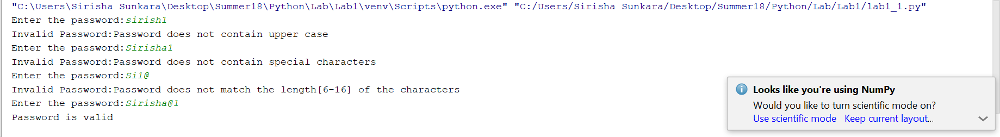 "C:\Users\Sirisha Sunkara\Desktop\Summer18\Python\Lab\Lab1\venv\Scripts\python.exe" "C:/Users/Sirisha Sunkara/Desktop/Summer18/Python/Lab/Lab1/lab1_1.py"
Enter the password:sirish1
Invalid Password:Password does not contain upper case
Enter the password:Sirisha1
Invalid Password:Password does not contain special characters
Enter the password:Si1@
Invalid Password:Password does not match the length[6-16] of the characters
Enter the password:Sirisha@1
Password is valid
Looks like you're using NumPy
Would you like to turn scientific mode on?
Use scientific mode Keep current layout...